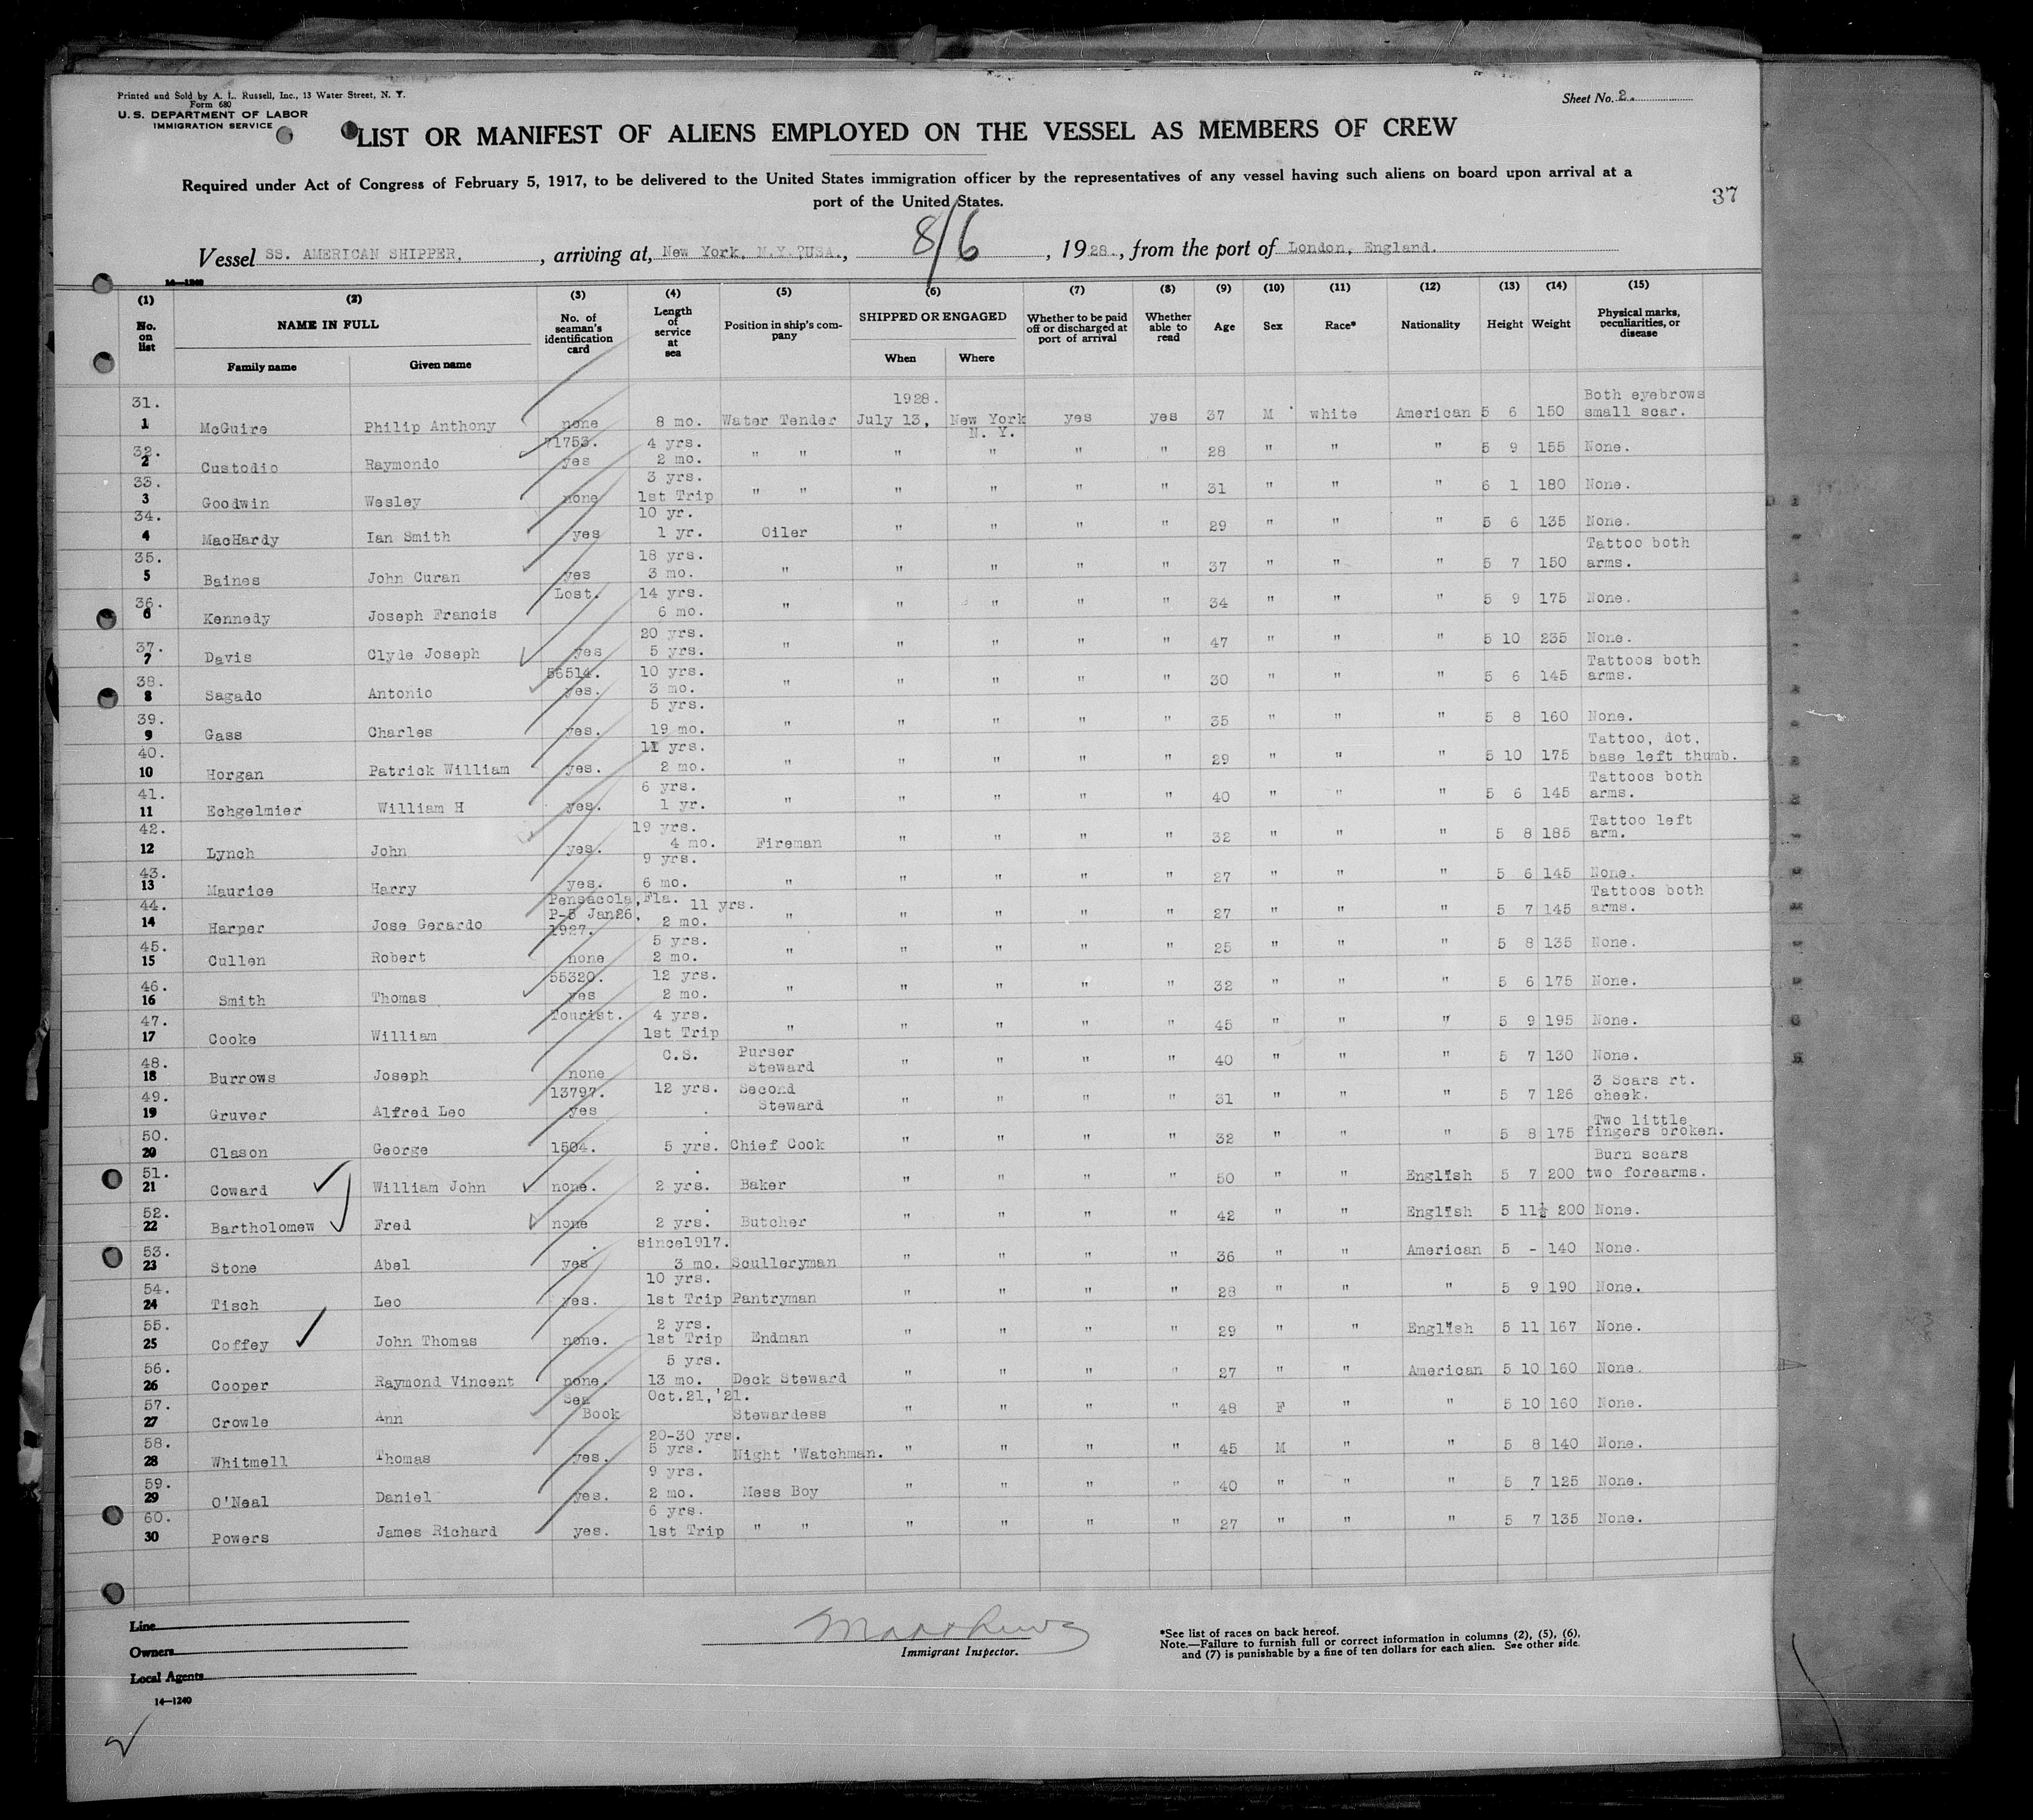 Printed and Sold by A. L. Russell, Inc., 13 Water Street, N. Y.
Form 680
U. S. DEPARTMENT OF LABOR
IMMIGRATION SERVICE
Sheet No. 2.
LIST OR MANIFEST OF ALIENS EMPLOYED ON THE VESSEL AS MEMBERS OF CREW
Required under Act of Congress of February 5, 1917, to be delivered to the United States immigration officer by the representatives of any vessel having such aliens on board upon arrival at a
port of the United States.
37
Vessel SS. AMERICAN SHIPPER, , arriving at, New York, N.Y.?USA., 8/6 , 1928., from the port of London, England.
14—1240
(1) (2) (3) (4) (5) (6) (7) (8) (9) (10) (11) (12) (13) (14) (15)
No. on list NAME IN FULL Family name Given name No. of seaman's identification card Length of service at sea Position in ship's company SHIPPED OR ENGAGED When Where Whether to be paid off or discharged at port of arrival Whether able to read Age Sex Race* Nationality Height Weight Physical marks, peculiarities, or disease
31. 1 McGuire Philip Anthony none 8 mo. Water Tender 1928. July 13, New York N. Y. yes yes 37 M white American 5 6 150 Both eyebrows small scar.
32. 2 Custodio Raymondo 71753. yes 4 yrs. 2 mo. " " " " " " 28 " " " 5 9 155 None.
33. 3 Goodwin Wesley none 3 yrs. 1st Trip " " " " " " 31 " " " 6 1 180 None.
34. 4 MacHardy Ian Smith yes 10 yr. 1 yr. Oiler " " " " 29 " " " 5 6 135 None.
35. 5 Baines John Curan yes 18 yrs. 3 mo. " " " " " 37 " " " 5 7 150 Tattoo both arms.
36. 6 Kennedy Joseph Francis Lost. 14 yrs. 6 mo. " " " " " 34 " " " 5 9 175 None.
37. 7 Davis Clyde Joseph yes 20 yrs. 5 yrs. " " " " " 47 " " " 5 10 235 None.
38. 8 Sagado Antonio 56514. yes. 10 yrs. 3 mo. " " " " " 30 " " " 5 6 145 Tattoos both arms.
39. 9 Gass Charles yes. 5 yrs. 19 mo. " " " " " 35 " " " 5 8 160 None.
40. 10 Horgan Patrick William yes. 11 yrs. 2 mo. " " " " " 29 " " " 5 10 175 Tattoo, dot, base left thumb.
41. 11 Echgelmier William H yes. 6 yrs. 1 yr. " " " " " 40 " " " 5 6 145 Tattoos both arms.
42. 12 Lynch John yes. 19 yrs. 4 mo. Fireman " " " " 32 " " " 5 8 185 Tattoo left arm.
43. 13 Maurice Harry yes. 9 yrs. 6 mo. " " " " " 27 " " " 5 6 145 None.
44. 14 Harper Jose Gerardo Pensacola, Fla. P-5 Jan26, 1927. 11 yrs. 2 mo. " " " " " 27 " " " 5 7 145 Tattoos both arms.
45. 15 Cullen Robert none 5 yrs. 2 mo. " " " " " 25 " " " 5 8 135 None.
46. 16 Smith Thomas 55320. yes 12 yrs. 2 mo. " " " " " 32 " " " 5 6 175 None.
47. 17 Cooke William Tourist. 4 yrs. 1st Trip " " " " " 45 " " " 5 9 195 None.
48. 18 Burrows Joseph none C.S. Purser Steward " " " " 40 " " " 5 7 130 None.
49. 19 Gruver Alfred Leo 13797. yes 12 yrs. Second Steward " " " " 31 " " " 5 7 126 3 Scars rt. cheek.
50. 20 Clason George 1504. 5 yrs. Chief Cook " " " " 32 " " " 5 8 175 Two little fingers broken.
51. 21 Coward William John none. 2 yrs. Baker " " " " 50 " " English 5 7 200 Burn scars two forearms.
52. 22 Bartholomew Fred none 2 yrs. Butcher " " " " 42 " " English 5 11½ 200 None.
53. 23 Stone Abel yes since1917. 3 mo. Sculleryman " " " " 36 " " American 5 - 140 None.
54. 24 Tisch Leo yes. 10 yrs. 1st Trip Pantryman " " " " 28 " " " 5 9 190 None.
55. 25 Coffey John Thomas none. 2 yrs. 1st Trip Endman " " " " 29 " " English 5 11 167 None.
56. 26 Cooper Raymond Vincent none. 5 yrs. 13 mo. Deck Steward " " " " 27 " " American 5 10 160 None.
57. 27 Crowle Ann Sea Book Oct.21,'21. Stewardess " " " " 48 F " " 5 10 160 None.
58. 28 Whitmell Thomas yes. 20-30 yrs. 5 yrs. Night 'Watchman. " " " " 45 M " " 5 8 140 None.
59. 29 O'Neal Daniel yes. 9 yrs. 2 mo. Mess Boy " " " " 40 " " " 5 7 125 None.
60. 30 Powers James Richard yes. 6 yrs. 1st Trip " " " " " " 27 " " " 5 7 135 None.
Line
Owners
Local Agents
14—1240
Immigrant Inspector.
*See list of races on back hereof.
Note.—Failure to furnish full or correct information in columns (2), (5), (6),
and (7) is punishable by a fine of ten dollars for each alien. See other side.